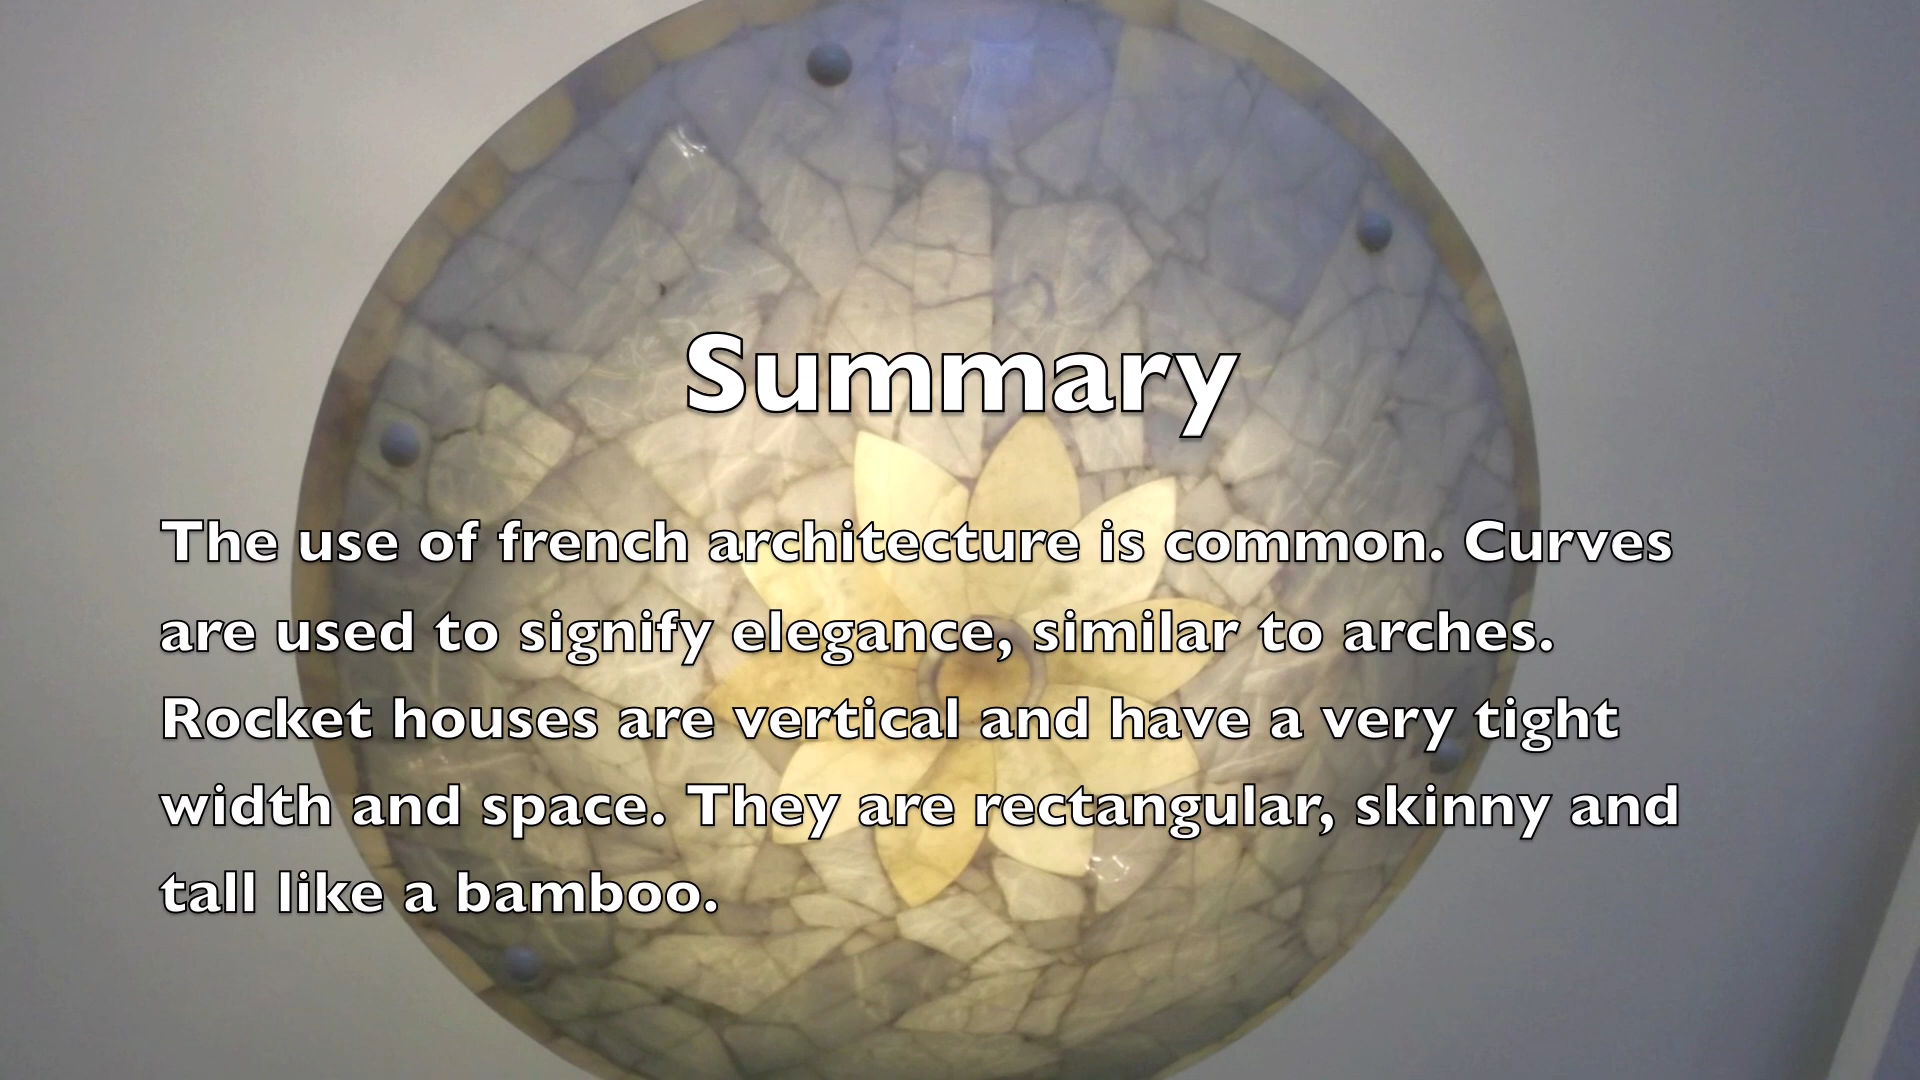 Summary
The use of french architecture is common. Curves
are used to signify elegance, similar to arches.
Rocket houses are vertical and have a very tight
width and space. They are rectangular, skinny and
tall like a bamboo.